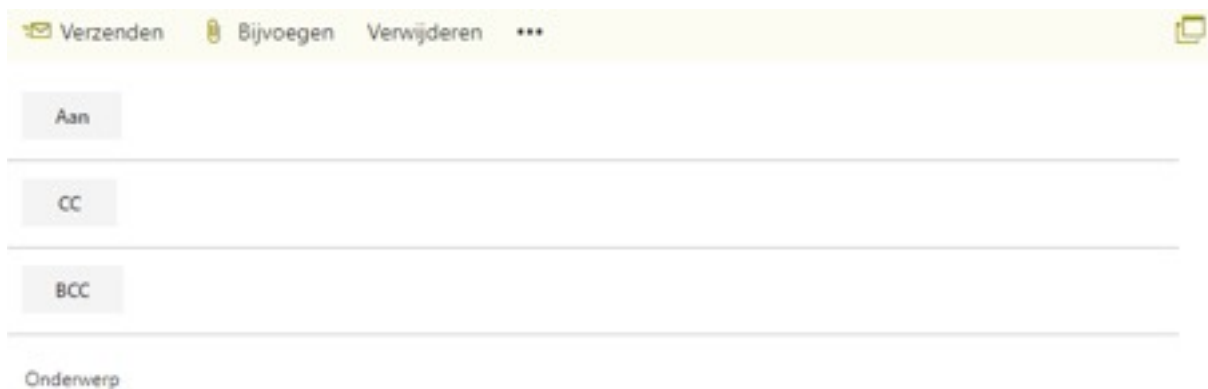 Verzenden Bijvoegen Verwijderen •••
Aan
CC
BCC
Onderwerp